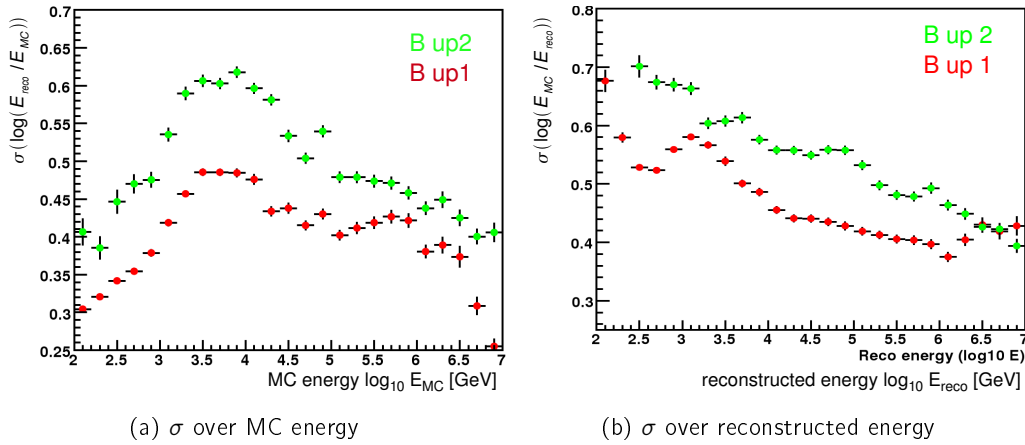 σ(log(E_reco / E_MC))
0.7
0.65
0.6
0.55
0.5
0.45
0.4
0.35
0.3
0.25
B up2
B up1
2 2.5 3 3.5 4 4.5 5 5.5 6 6.5 7
MC energy log10 E_MC [GeV]
(a) σ over MC energy
σ(log(E_MC / E_reco))
0.8
0.7
0.6
0.5
0.4
0.3
B up 2
B up 1
2 2.5 3 3.5 4 4.5 5 5.5 6 6.5 7
Reco energy (log10 E)
reconstructed energy log10 E_reco [GeV]
(b) σ over reconstructed energy